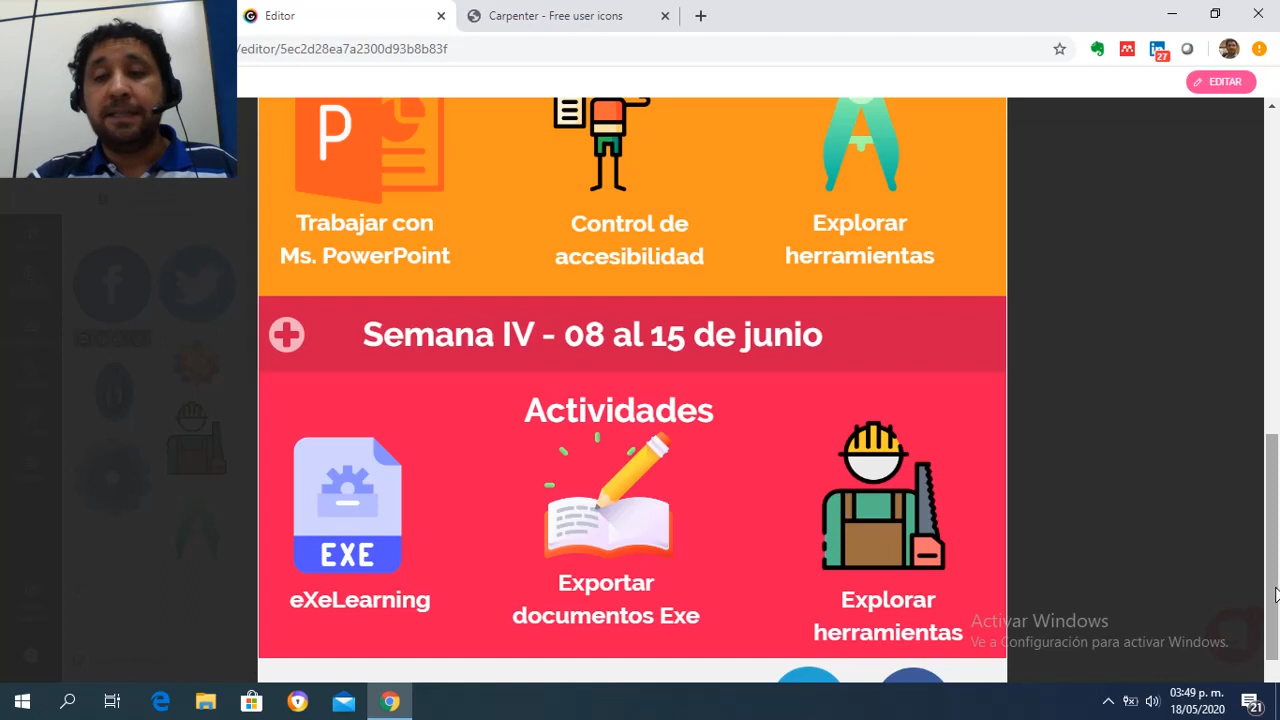 Editor
Carpenter - Free user icons
/editor/5ec2d28ea7a2300d93b8b83f
27
EDITAR
P
Trabajar con
Ms. PowerPoint
Control de
accesibilidad
Explorar
herramientas
Semana IV - 08 al 15 de junio
Actividades
EXE
eXeLearning
Exportar
documentos Exe
Explorar
herramientas
Activar Windows
Ve a Configuración para activar Windows.
03:49 p. m.
18/05/2020
21